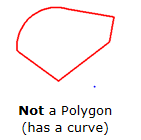 Not a Polygon
(has a curve)